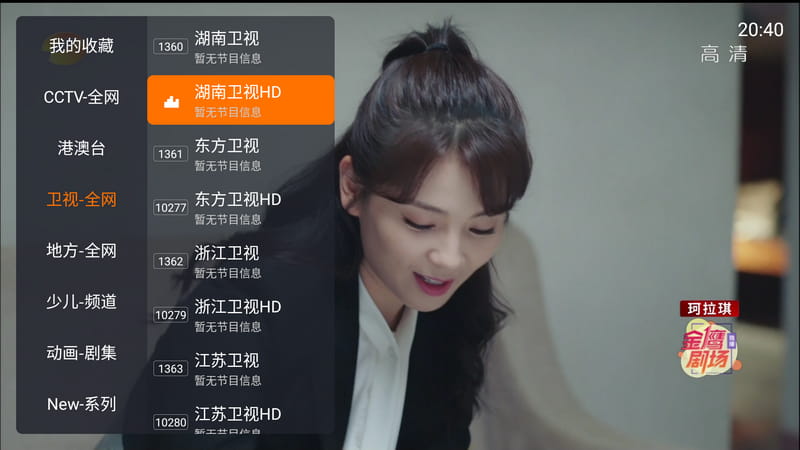 20:40
高清
我的收藏
CCTV-全网
港澳台
卫视-全网
地方-全网
少儿-频道
动画-剧集
New-系列
1360
湖南卫视
暂无节目信息
湖南卫视HD
暂无节目信息
1361
东方卫视
暂无节目信息
10277
东方卫视HD
暂无节目信息
1362
浙江卫视
暂无节目信息
10279
浙江卫视HD
暂无节目信息
1363
江苏卫视
暂无节目信息
10280
江苏卫视HD
暂无节目信息
珂拉琪
金鹰
剧场